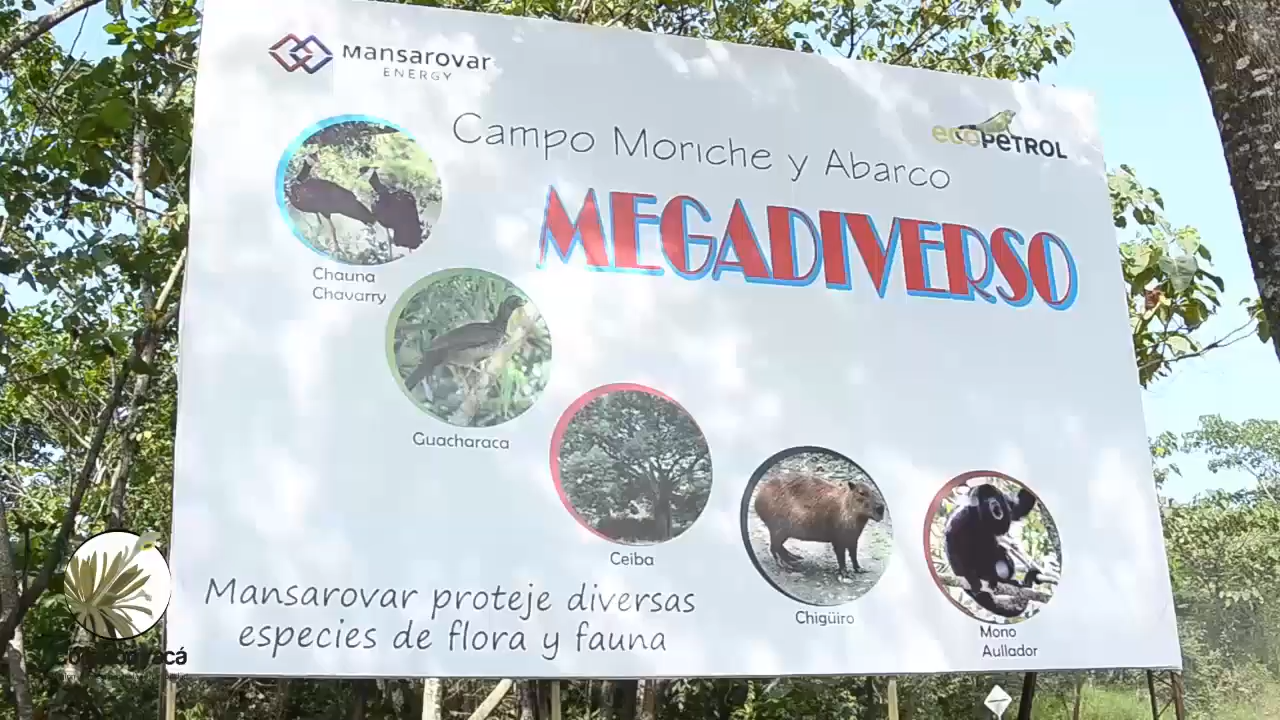 Mansarovar
ENERGY
ecoPETROL
Campo Moriche y Abarco
MEGADIVERSO
Chauna
Chavarry
Guacharaca
Ceiba
Chigüiro
Mono
Aullador
Mansarovar proteje diversas
especies de flora y fauna